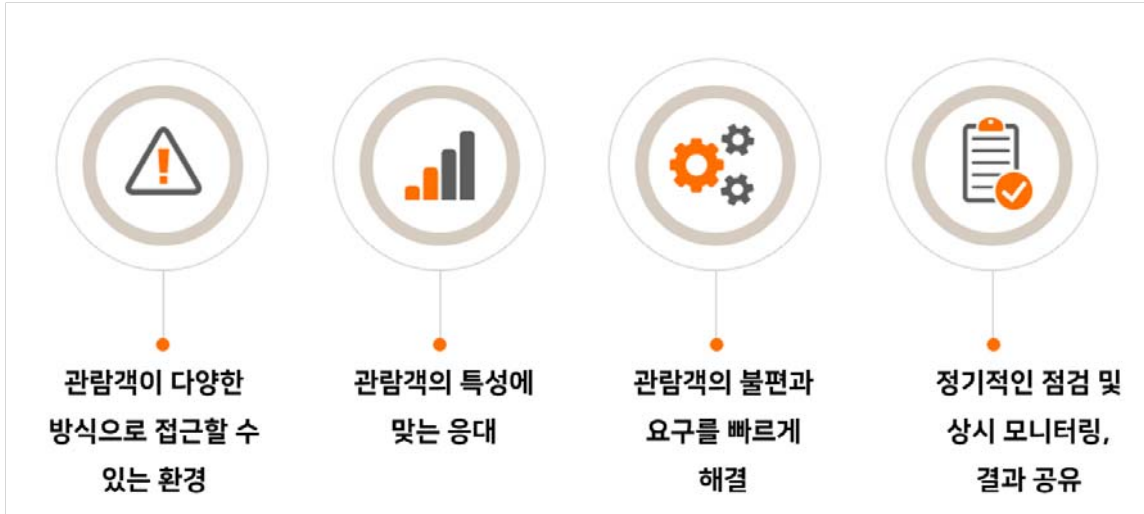 관람객이 다양한
방식으로 접근할 수
있는 환경
관람객의 특성에
맞는 응대
관람객의 불편과
요구를 빠르게
해결
정기적인 점검 및
상시 모니터링,
결과 공유